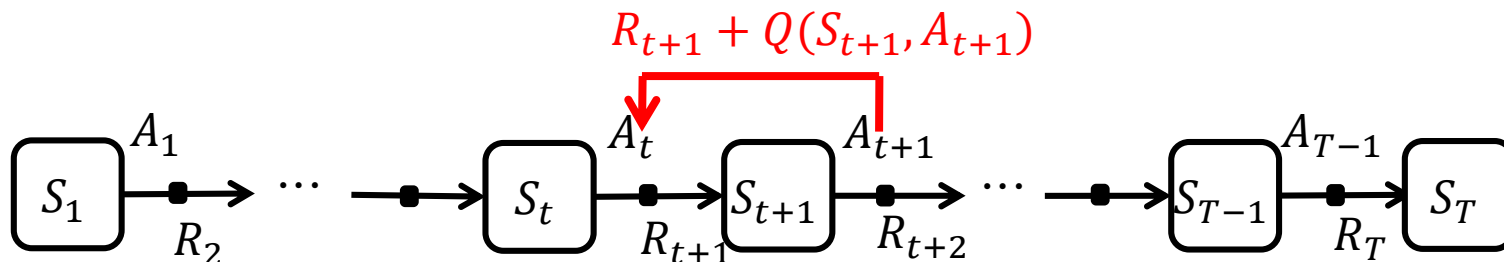 R_{t+1} + Q(S_{t+1}, A_{t+1})
A_1 A_t A_{t+1} A_{T-1}
S_1 ... S_t S_{t+1} ... S_{T-1} S_T
R_2 R_{t+1} R_{t+2} R_T